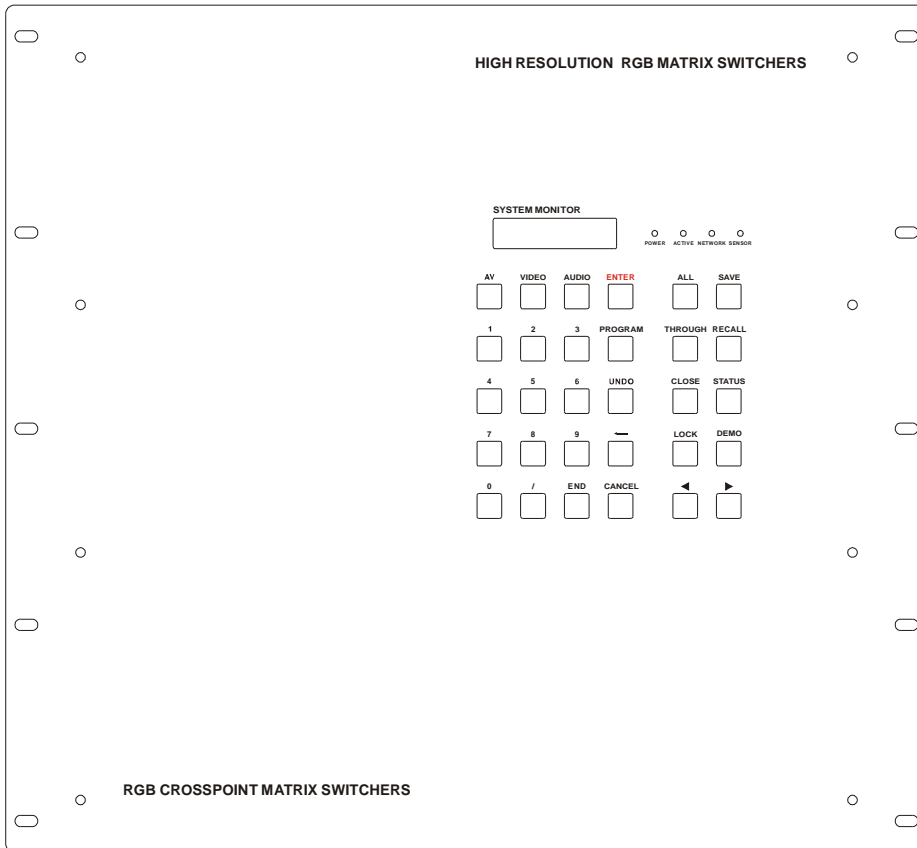 HIGH RESOLUTION RGB MATRIX SWITCHERS
SYSTEM MONITOR
POWER ACTIVE NETWORK SENSOR
AV VIDEO AUDIO ENTER ALL SAVE
1 2 3 PROGRAM THROUGH RECALL
4 5 6 UNDO CLOSE STATUS
7 8 9 LOCK DEMO
0 / END CANCEL ◀ ▶
RGB CROSSPOINT MATRIX SWITCHERS